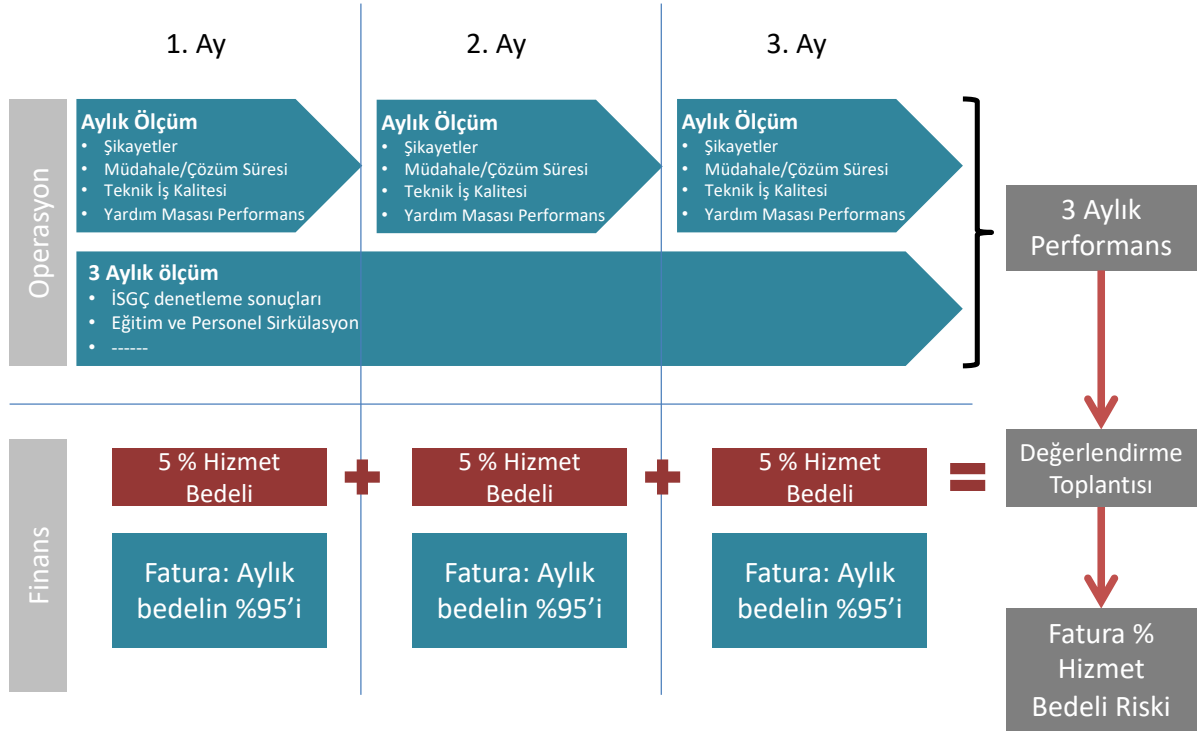 1. Ay
2. Ay
3. Ay
Operasyon
Aylık Ölçüm
• Şikayetler
• Müdahale/Çözüm Süresi
• Teknik İş Kalitesi
• Yardım Masası Performans
Aylık Ölçüm
• Şikayetler
• Müdahale/Çözüm Süresi
• Teknik İş Kalitesi
• Yardım Masası Performans
Aylık Ölçüm
• Şikayetler
• Müdahale/Çözüm Süresi
• Teknik İş Kalitesi
• Yardım Masası Performans
3 Aylık ölçüm
• İSGÇ denetleme sonuçları
• Eğitim ve Personel Sirkülasyon
• ------
3 Aylık
Performans
Finans
5 % Hizmet
Bedeli
+
5 % Hizmet
Bedeli
+
5 % Hizmet
Bedeli
=
Değerlendirme
Toplantısı
Fatura: Aylık
bedelin %95’i
Fatura: Aylık
bedelin %95’i
Fatura: Aylık
bedelin %95’i
Fatura %
Hizmet
Bedeli Riski